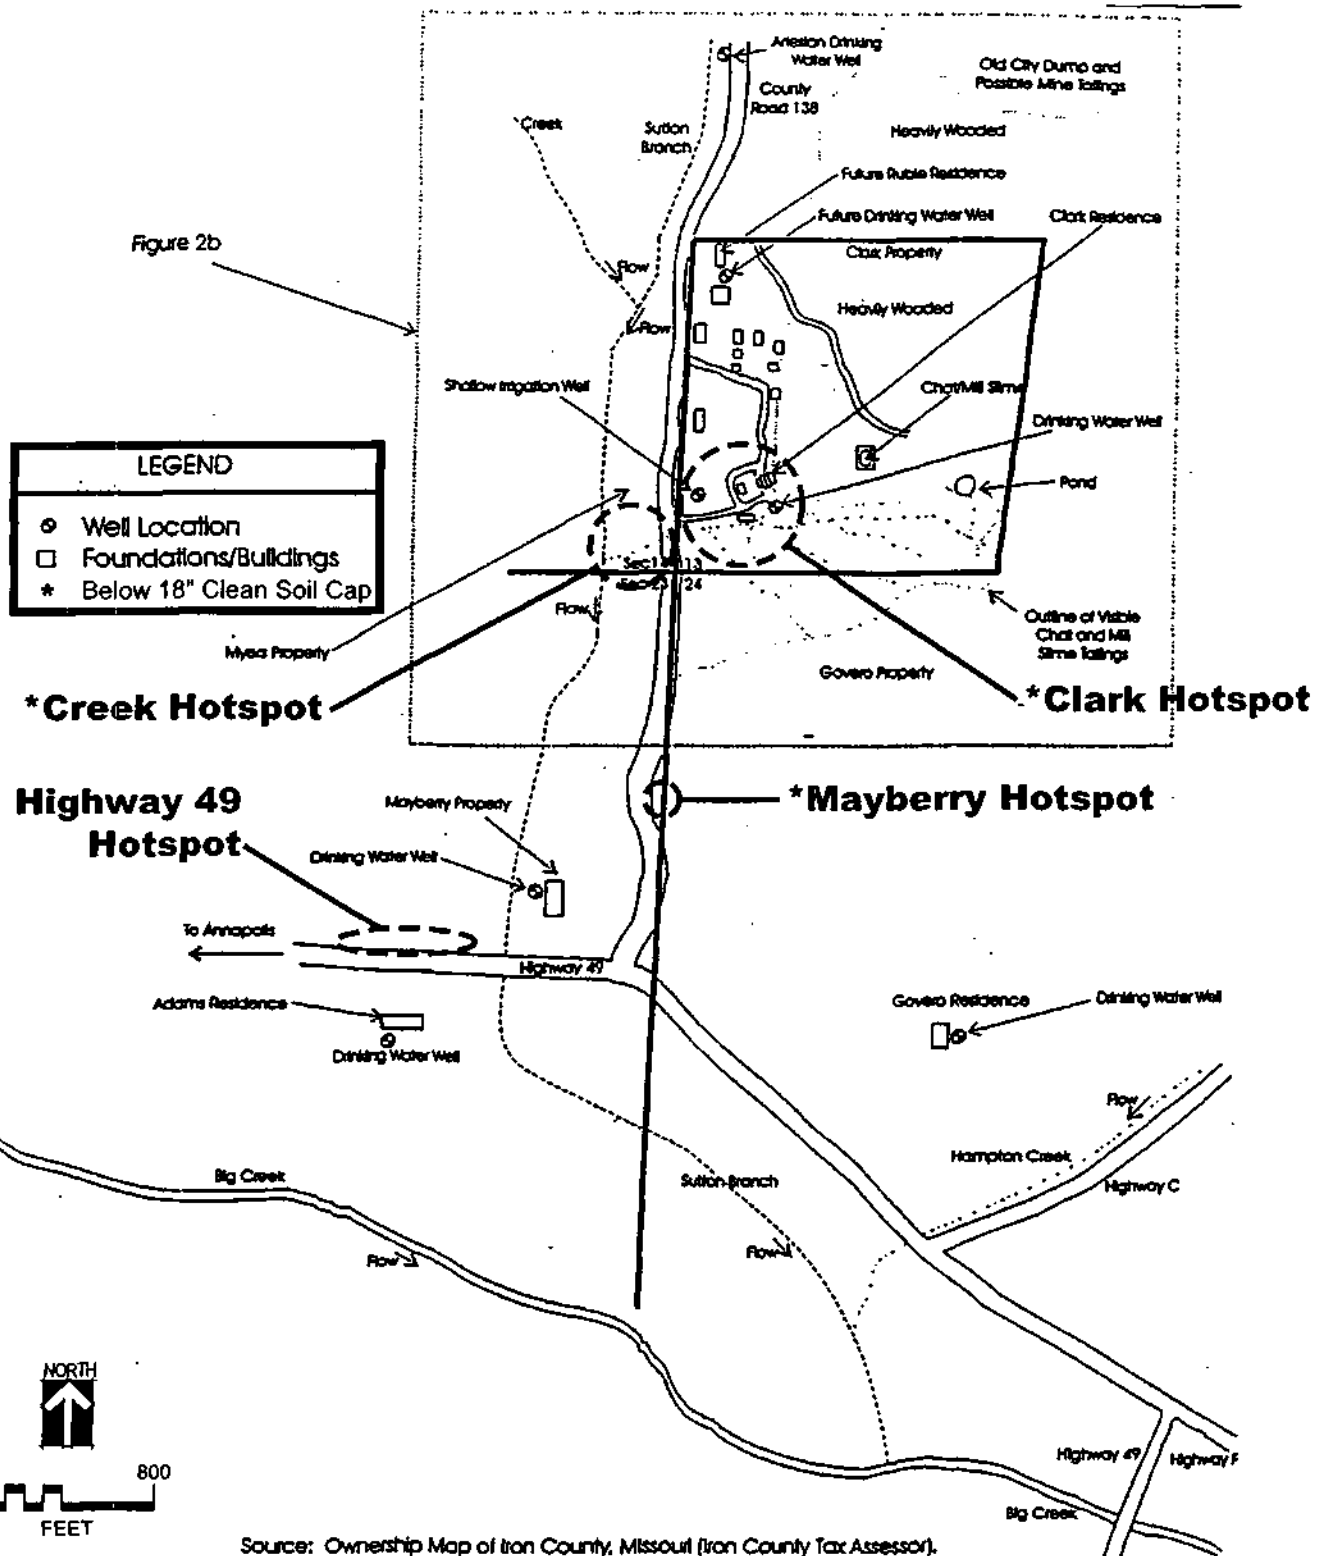 Artesian Drinking
Water Well
Old City Dump and
Possible Mine Tailings
County
Road 138
Creek
Sutton
Branch
Heavily Wooded
Future Ruble Residence
Future Drinking Water Well
Clark Residence
Figure 2b
Clark Property
Flow
Heavily Wooded
Flow
Shallow Irrigation Well
Chat/Mill Slime
Drinking Water Well
LEGEND
Pond
Well Location
Foundations/Buildings
* Below 18" Clean Soil Cap
13
24
Flow
Outline of Visible
Chat and Mill
Slime Tailings
Myers Property
Govero Property
*Creek Hotspot
*Clark Hotspot
Highway 49
Hotspot
Mayberry Property
*Mayberry Hotspot
Drinking Water Well
To Annapolis
Highway 49
Adams Residence
Govero Residence
Drinking Water Well
Drinking Water Well
Flow
Hampton Creek
Big Creek
Sutton Branch
Highway C
Flow
Flow
NORTH
800
FEET
Highway 49
Highway F
Big Creek
Source: Ownership Map of Iron County, Missouri (Iron County Tax Assessor).